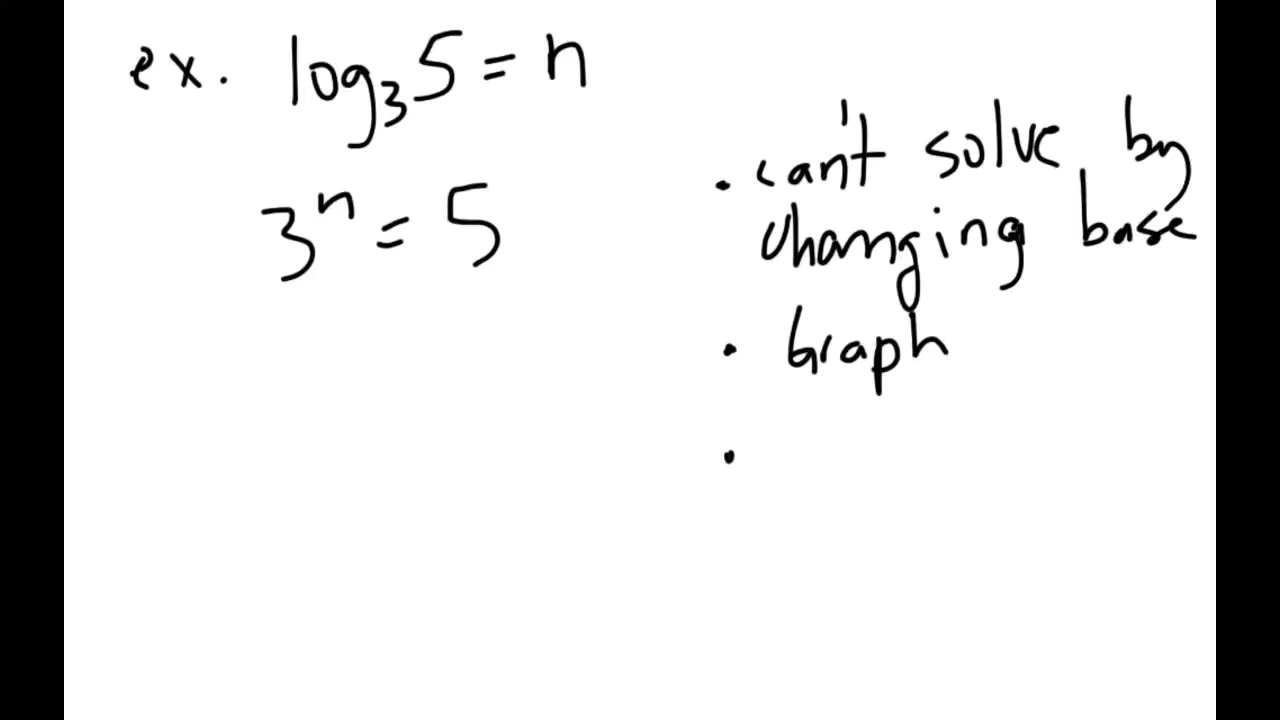 ex. log₃5 = n
3ⁿ = 5
• can't solve by
changing base
• Graph
•